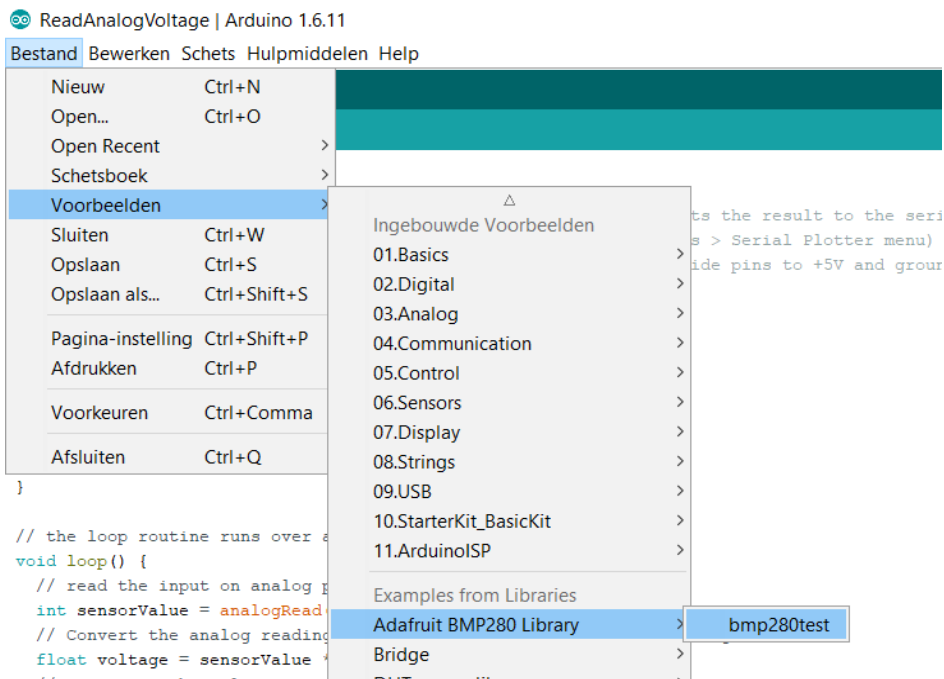 ReadAnalogVoltage | Arduino 1.6.11
Bestand Bewerken Schets Hulpmiddelen Help
Nieuw Ctrl+N
Open... Ctrl+O
Open Recent
Schetsboek
Voorbeelden
Sluiten Ctrl+W
Opslaan Ctrl+S
Opslaan als... Ctrl+Shift+S
Pagina-instelling Ctrl+Shift+P
Afdrukken Ctrl+P
Voorkeuren Ctrl+Comma
Afsluiten Ctrl+Q
Ingebouwde Voorbeelden
01.Basics
02.Digital
03.Analog
04.Communication
05.Control
06.Sensors
07.Display
08.Strings
09.USB
10.StarterKit_BasicKit
11.ArduinoISP
Examples from Libraries
Adafruit BMP280 Library
Bridge
bmp280test
the result to the
> Serial Plotter menu)
pins to +5V and
}
// the loop routine runs over
void loop() {
// read the input on analog
int sensorValue = analogRead
// Convert the analog reading
float voltage = sensorValue *